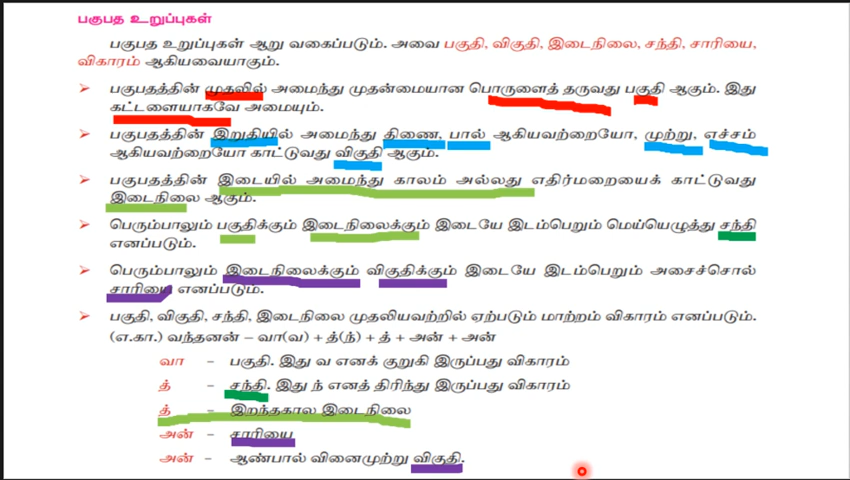 பகுபத உறுப்புகள்
பகுபத உறுப்புகள் ஆறு வகைப்படும். அவை பகுதி, விகுதி, இடைநிலை, சந்தி, சாரியை,
விகாரம் ஆகியவையாகும்.
➤ பகுபதத்தின் முதலில் அமைந்து முதன்மையான பொருளைத் தருவது பகுதி ஆகும். இது
கட்டளையாகவே அமையும்.
➤ பகுபதத்தின் இறுதியில் அமைந்து திணை, பால் ஆகியவற்றையோ, முற்று, எச்சம்
ஆகியவற்றையோ காட்டுவது விகுதி ஆகும்.
➤ பகுபதத்தின் இடையில் அமைந்து காலம் அல்லது எதிர்மறையைக் காட்டுவது
இடைநிலை ஆகும்.
➤ பெரும்பாலும் பகுதிக்கும் இடைநிலைக்கும் இடையே இடம்பெறும் மெய்யெழுத்து சந்தி
எனப்படும்.
➤ பெரும்பாலும் இடைநிலைக்கும் விகுதிக்கும் இடையே இடம்பெறும் அசைச்சொல்
சாரியை எனப்படும்.
➤ பகுதி, விகுதி, சந்தி, இடைநிலை முதலியவற்றில் ஏற்படும் மாற்றம் விகாரம் எனப்படும்.
(எ.கா.) வந்தனன் – வா(வ) + த்(ந்) + த் + அன் + அன்
வா – பகுதி. இது வ எனக் குறுகி இருப்பது விகாரம்
த் – சந்தி. இது ந் எனத் திரிந்து இருப்பது விகாரம்
த் – இறந்தகால இடைநிலை
அன் – சாரியை
அன் – ஆண்பால் வினைமுற்று விகுதி.